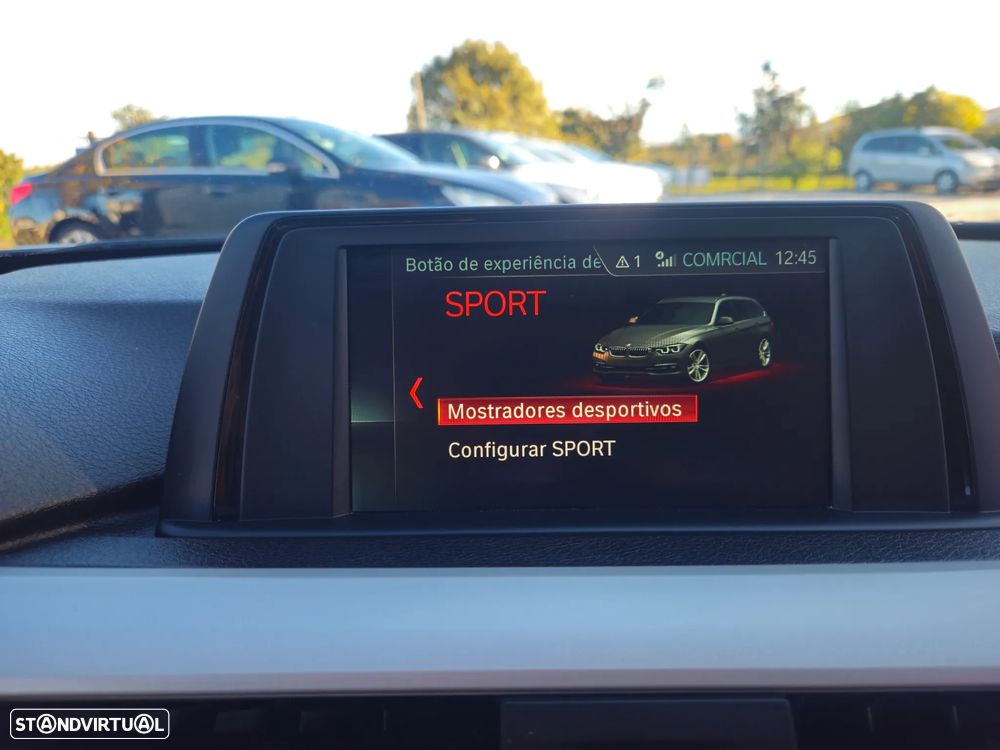 Botão de experiência de 1 COMRCIAL 12:45
SPORT
Mostradores desportivos
Configurar SPORT
STANDVIRTUAL